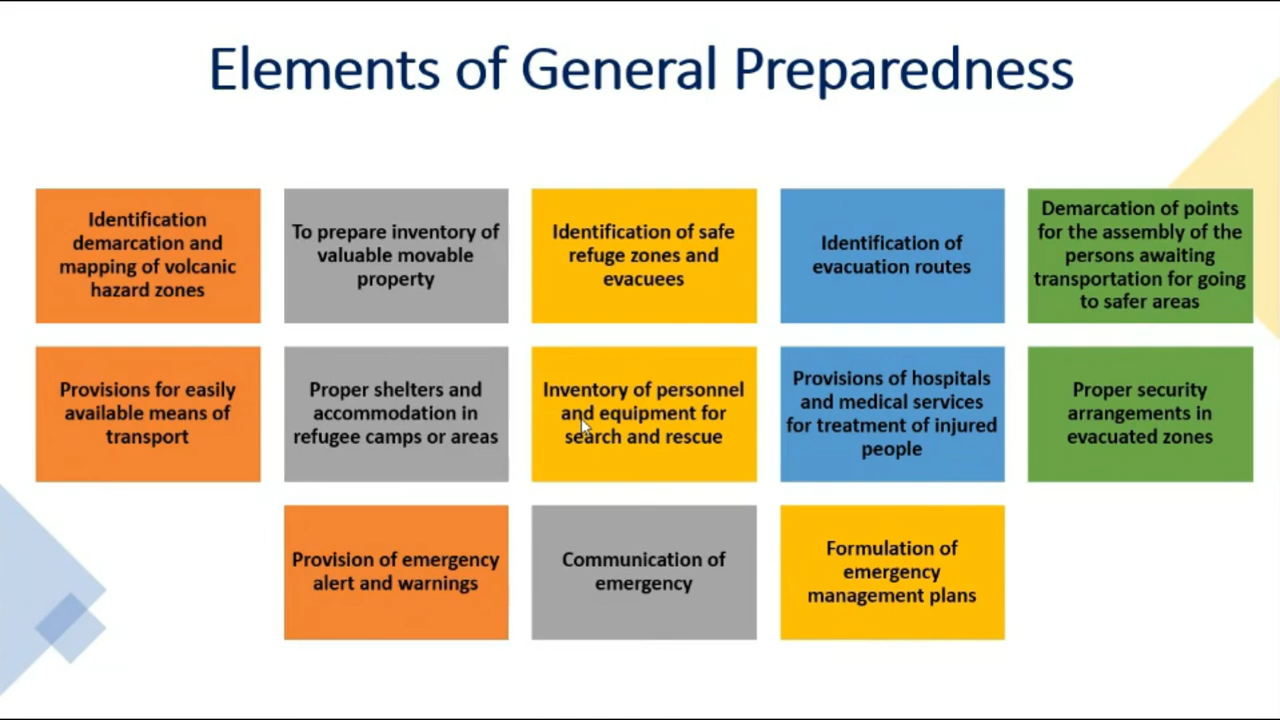 Elements of General Preparedness
Identification
demarcation and
mapping of volcanic
hazard zones
To prepare inventory of
valuable movable
property
Identification of safe
refuge zones and
evacuees
Identification of
evacuation routes
Demarcation of points
for the assembly of the
persons awaiting
transportation for going
to safer areas
Provisions for easily
available means of
transport
Proper shelters and
accommodation in
refugee camps or areas
Inventory of personnel
and equipment for
search and rescue
Provisions of hospitals
and medical services
for treatment of injured
people
Proper security
arrangements in
evacuated zones
Provision of emergency
alert and warnings
Communication of
emergency
Formulation of
emergency
management plans